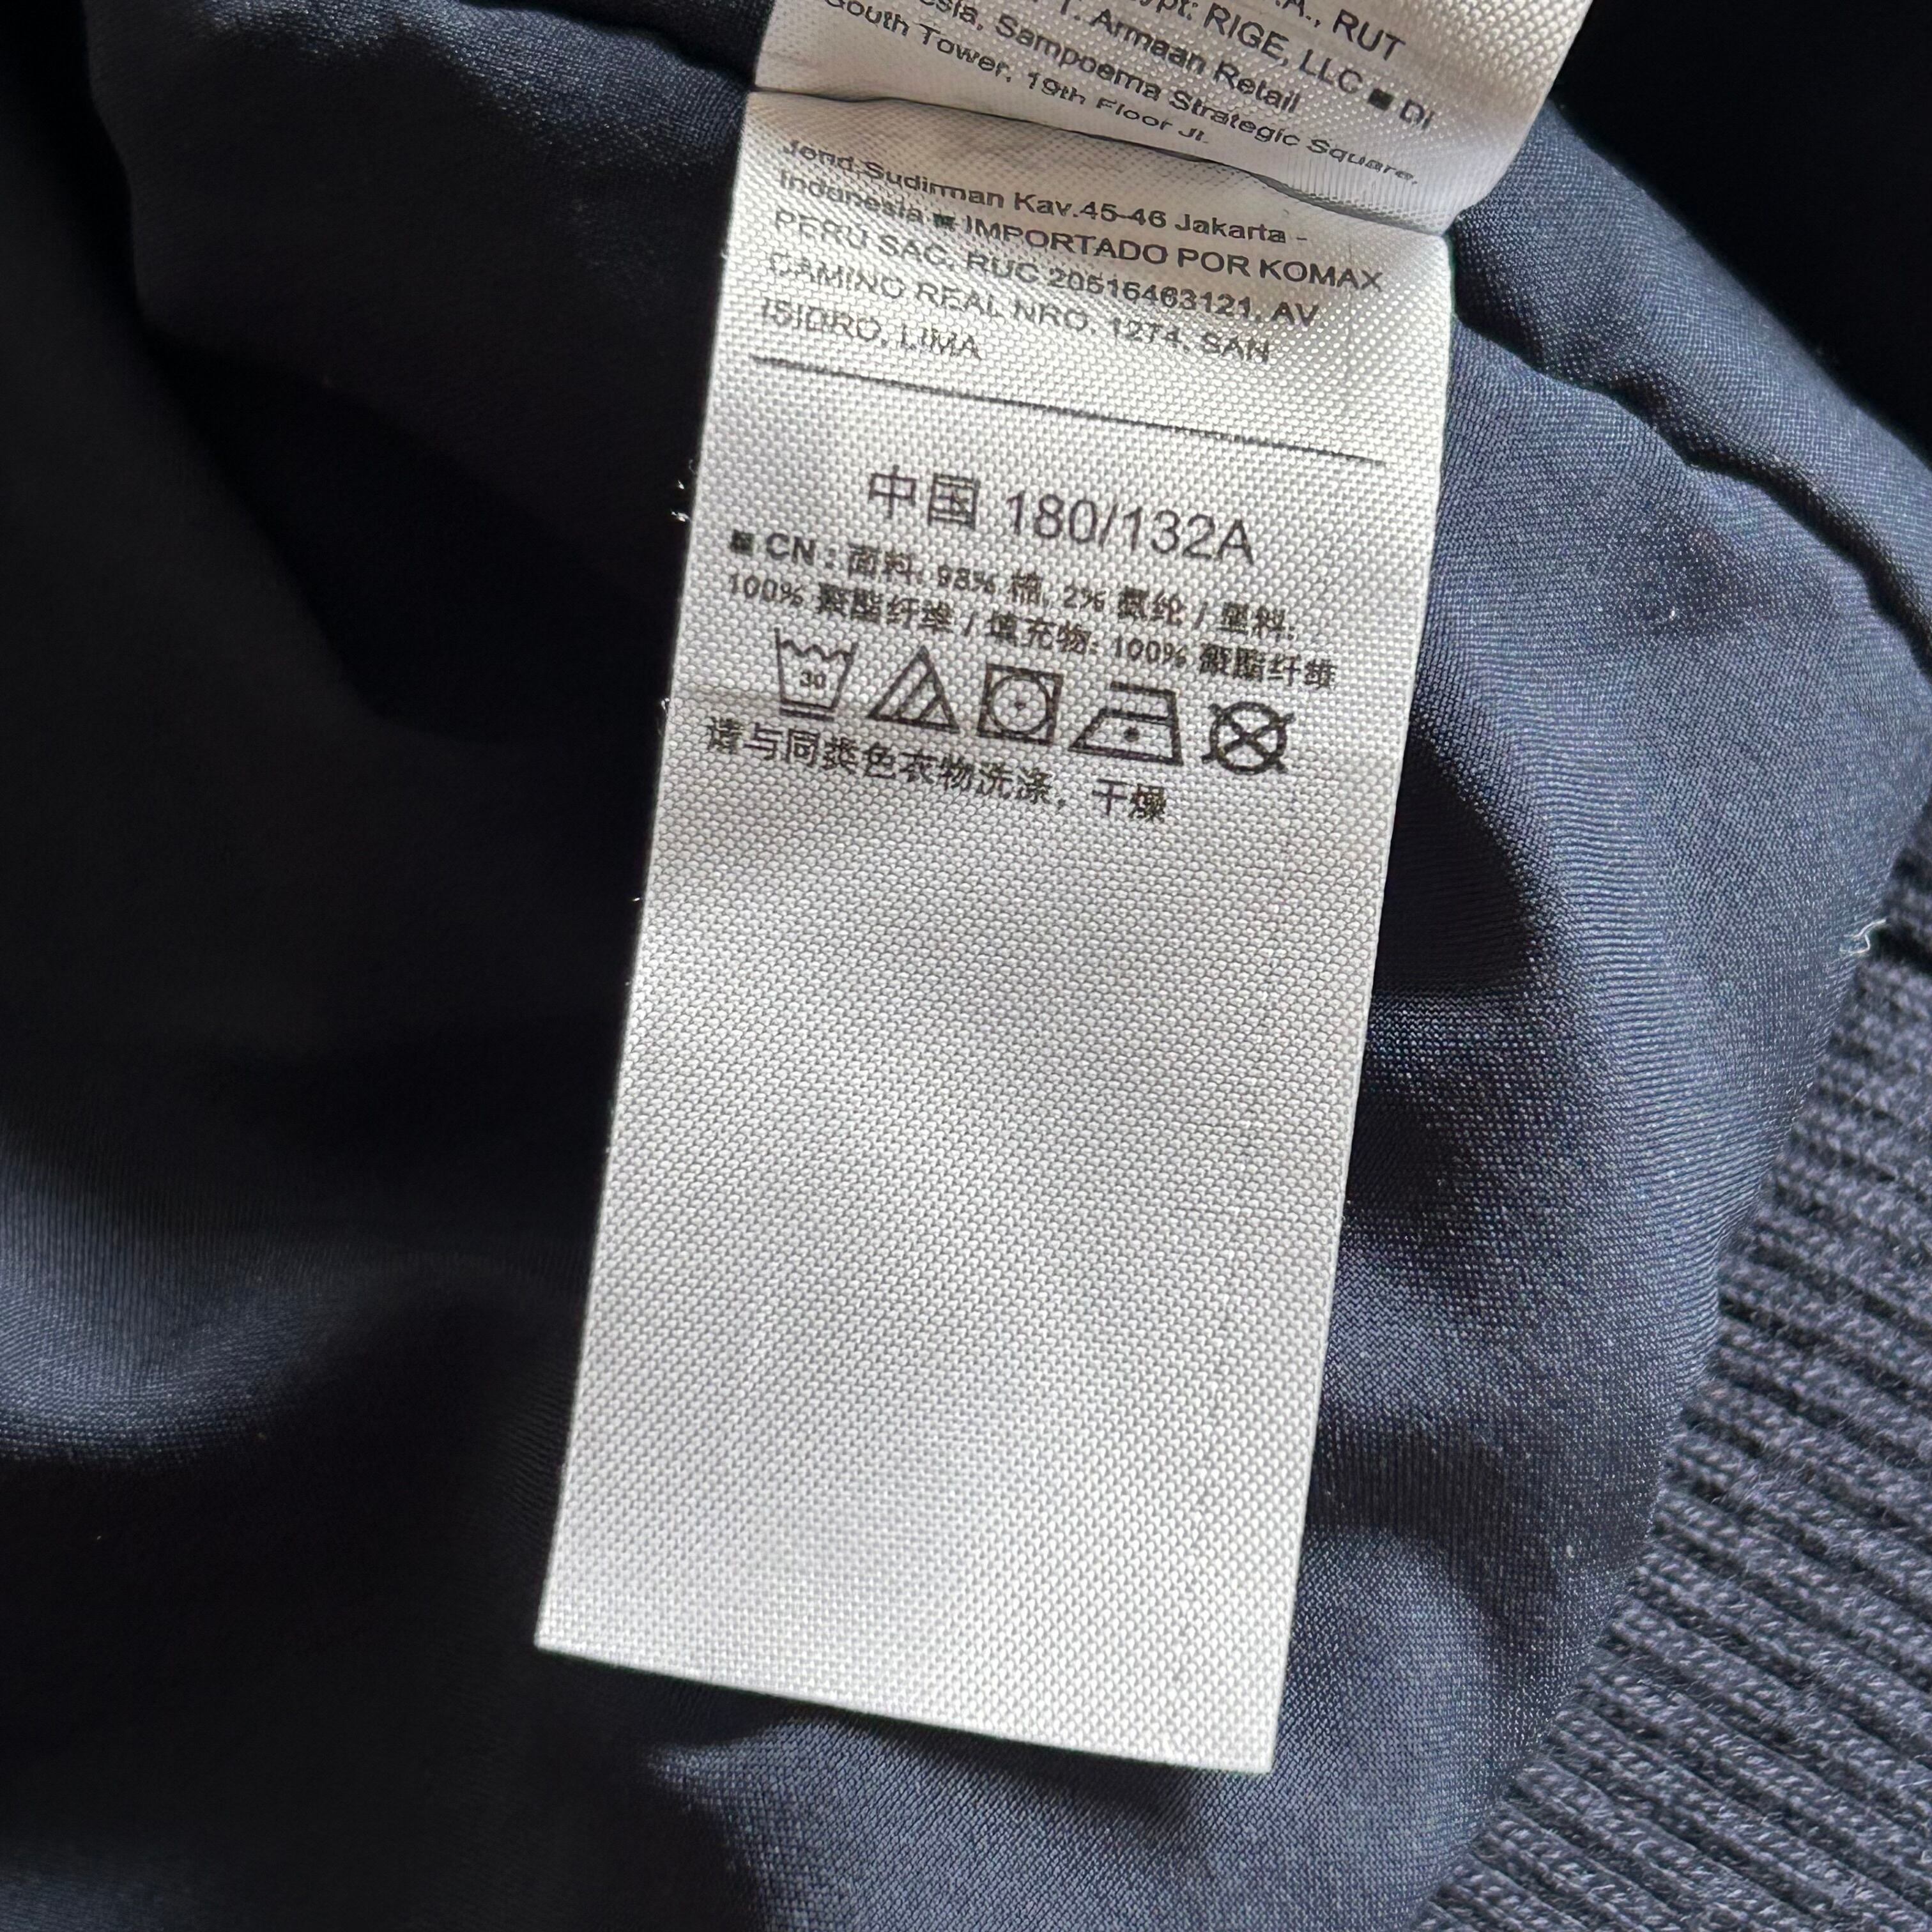 .A., RUT
RIGE, LLC ■ DI
Armaan Retail
Sampoerna Strategic Square,
South Tower, 19th Floor Jl.
Jend.Sudirman Kav.45-46 Jakarta -
Indonesia ■ IMPORTADO POR KOMAX
PERU SAC, RUC 20516463121, AV
CAMINO REAL NRO. 1274, SAN
ISIDRO, LIMA
中国 180/132A
■ CN : 面料: 98% 棉, 2% 氨纶 / 里料:
100% 聚酯纤维 / 填充物: 100% 聚酯纤维
30
请与同类色衣物洗涤，干燥